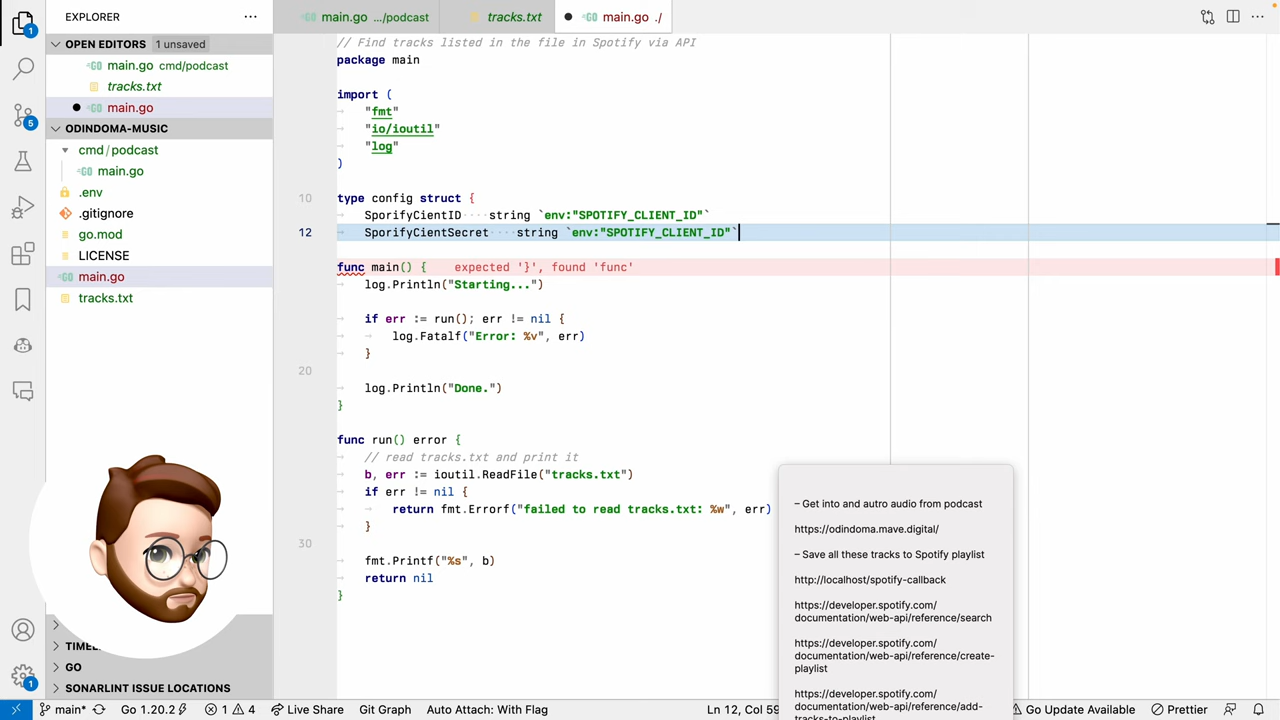 EXPLORER
main.go .../podcast
tracks.txt
main.go ./
OPEN EDITORS 1 unsaved
main.go cmd/podcast
tracks.txt
main.go
ODINDOMA-MUSIC
cmd/podcast
main.go
.env
.gitignore
go.mod
LICENSE
main.go
tracks.txt
GO
SONARLINT ISSUE LOCATIONS
1
5
1
// Find tracks listed in the file in Spotify via API
package main
import (
"fmt"
"io/ioutil"
"log"
)
10 type config struct {
SporifyCientID string `env:"SPOTIFY_CLIENT_ID"`
12 SporifyCientSecret string `env:"SPOTIFY_CLIENT_ID"`
func main() { expected '}', found 'func'
log.Println("Starting...")
if err := run(); err != nil {
log.Fatalf("Error: %v", err)
}
20
log.Println("Done.")
}
func run() error {
// read tracks.txt and print it
b, err := ioutil.ReadFile("tracks.txt")
if err != nil {
return fmt.Errorf("failed to read tracks.txt: %w", err)
}
30
fmt.Printf("%s", b)
return nil
}
– Get into and autro audio from podcast
https://odindoma.mave.digital/
– Save all these tracks to Spotify playlist
http://localhost/spotify-callback
https://developer.spotify.com/
documentation/web-api/reference/search
https://developer.spotify.com/
documentation/web-api/reference/create-
playlist
https://developer.spotify.com/
documentation/web-api/reference/add-
tracks-to-playlist
main* Go 1.20.2 1 4 Live Share Git Graph Auto Attach: With Flag Ln 12, Col 59 Go Update Available Prettier